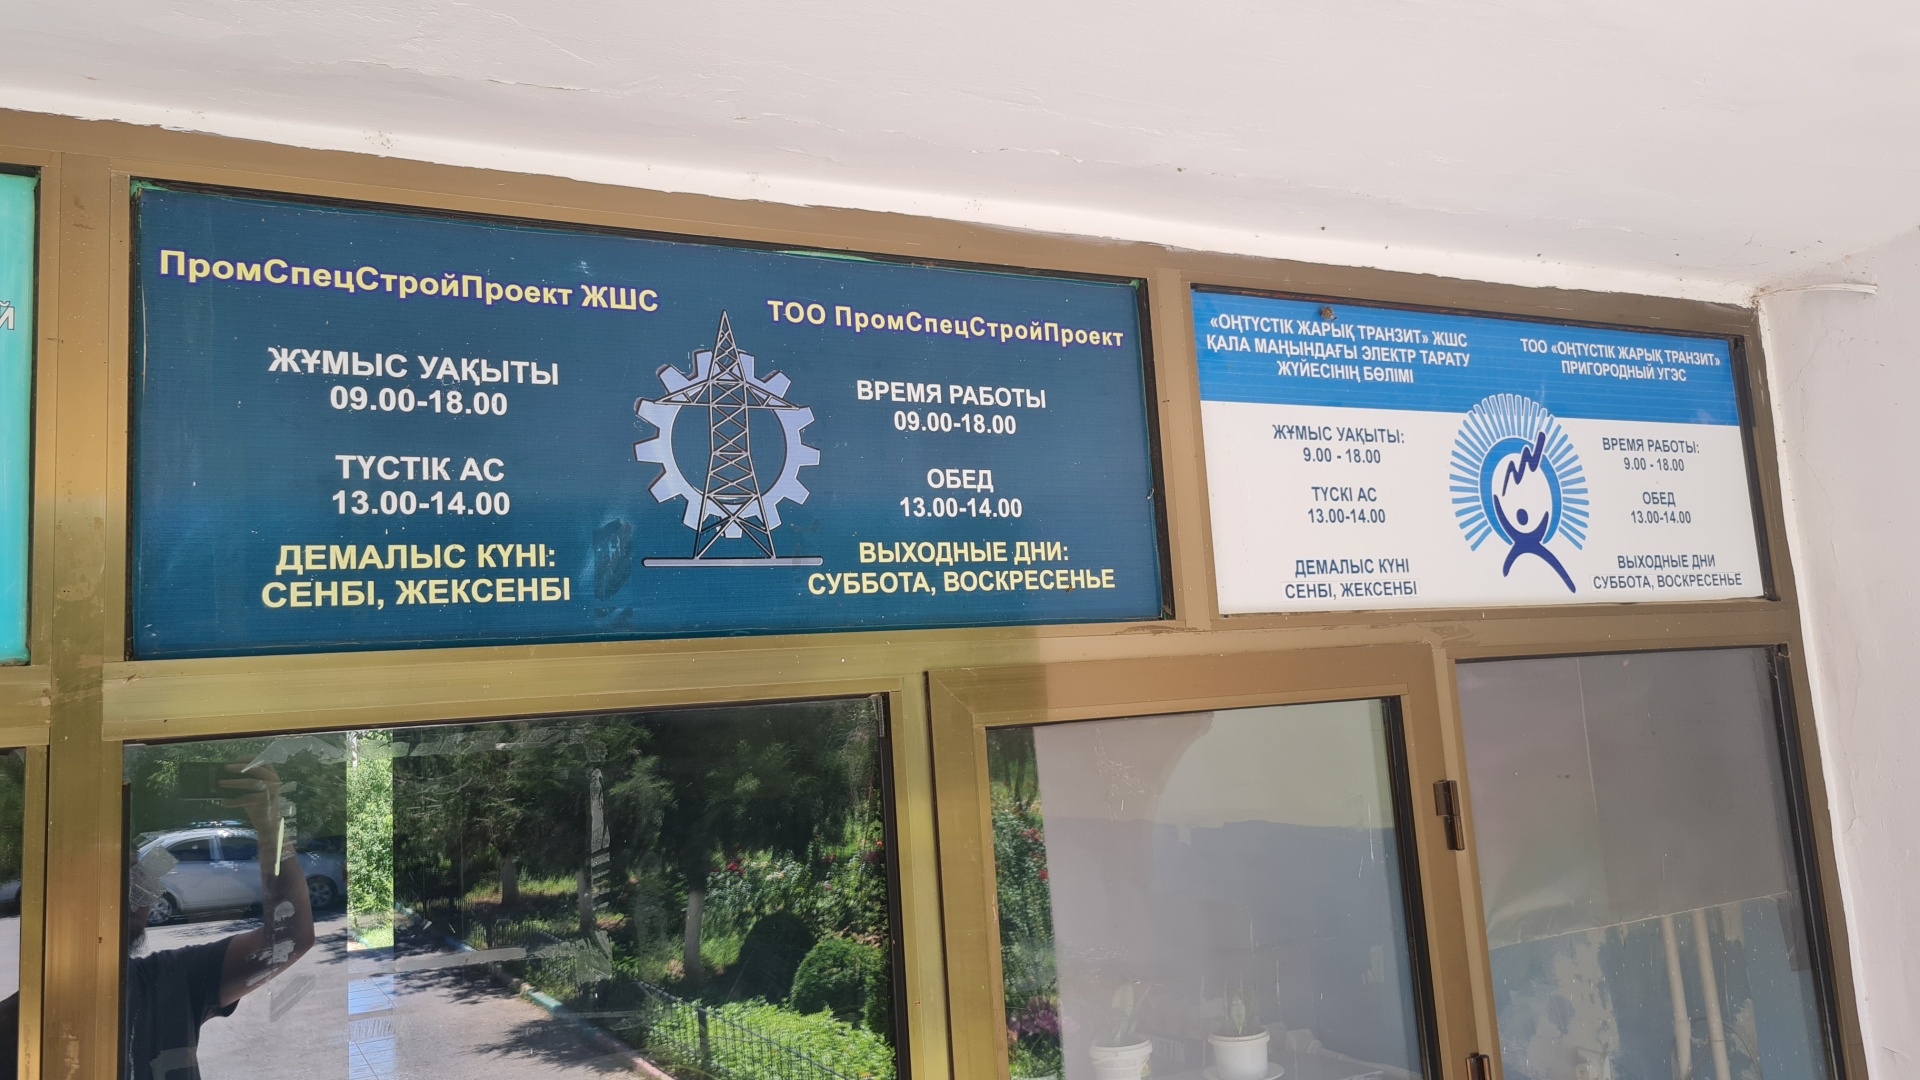 Й
ПромСпецСтройПроект ЖШС
ЖҰМЫС УАҚЫТЫ
09.00-18.00
ТҮСТІК АС
13.00-14.00
ДЕМАЛЫС КҮНІ:
СЕНБІ, ЖЕКСЕНБІ
ТОО ПромСпецСтройПроект
ВРЕМЯ РАБОТЫ
09.00-18.00
ОБЕД
13.00-14.00
ВЫХОДНЫЕ ДНИ:
СУББОТА, ВОСКРЕСЕНЬЕ
«ОҢТҮСТІК ЖАРЫҚ ТРАНЗИТ» ЖШС
ҚАЛА МАҢЫНДАҒЫ ЭЛЕКТР ТАРАТУ
ЖҮЙЕСІНІҢ БӨЛІМІ
ЖҰМЫС УАҚЫТЫ:
9.00 - 18.00
ТҮСКІ АС
13.00-14.00
ДЕМАЛЫС КҮНІ
СЕНБІ, ЖЕКСЕНБІ
ТОО «ОҢТҮСТІК ЖАРЫҚ ТРАНЗИТ»
ПРИГОРОДНЫЙ УГЭС
ВРЕМЯ РАБОТЫ:
9.00 - 18.00
ОБЕД
13.00-14.00
ВЫХОДНЫЕ ДНИ
СУББОТА, ВОСКРЕСЕНЬЕ